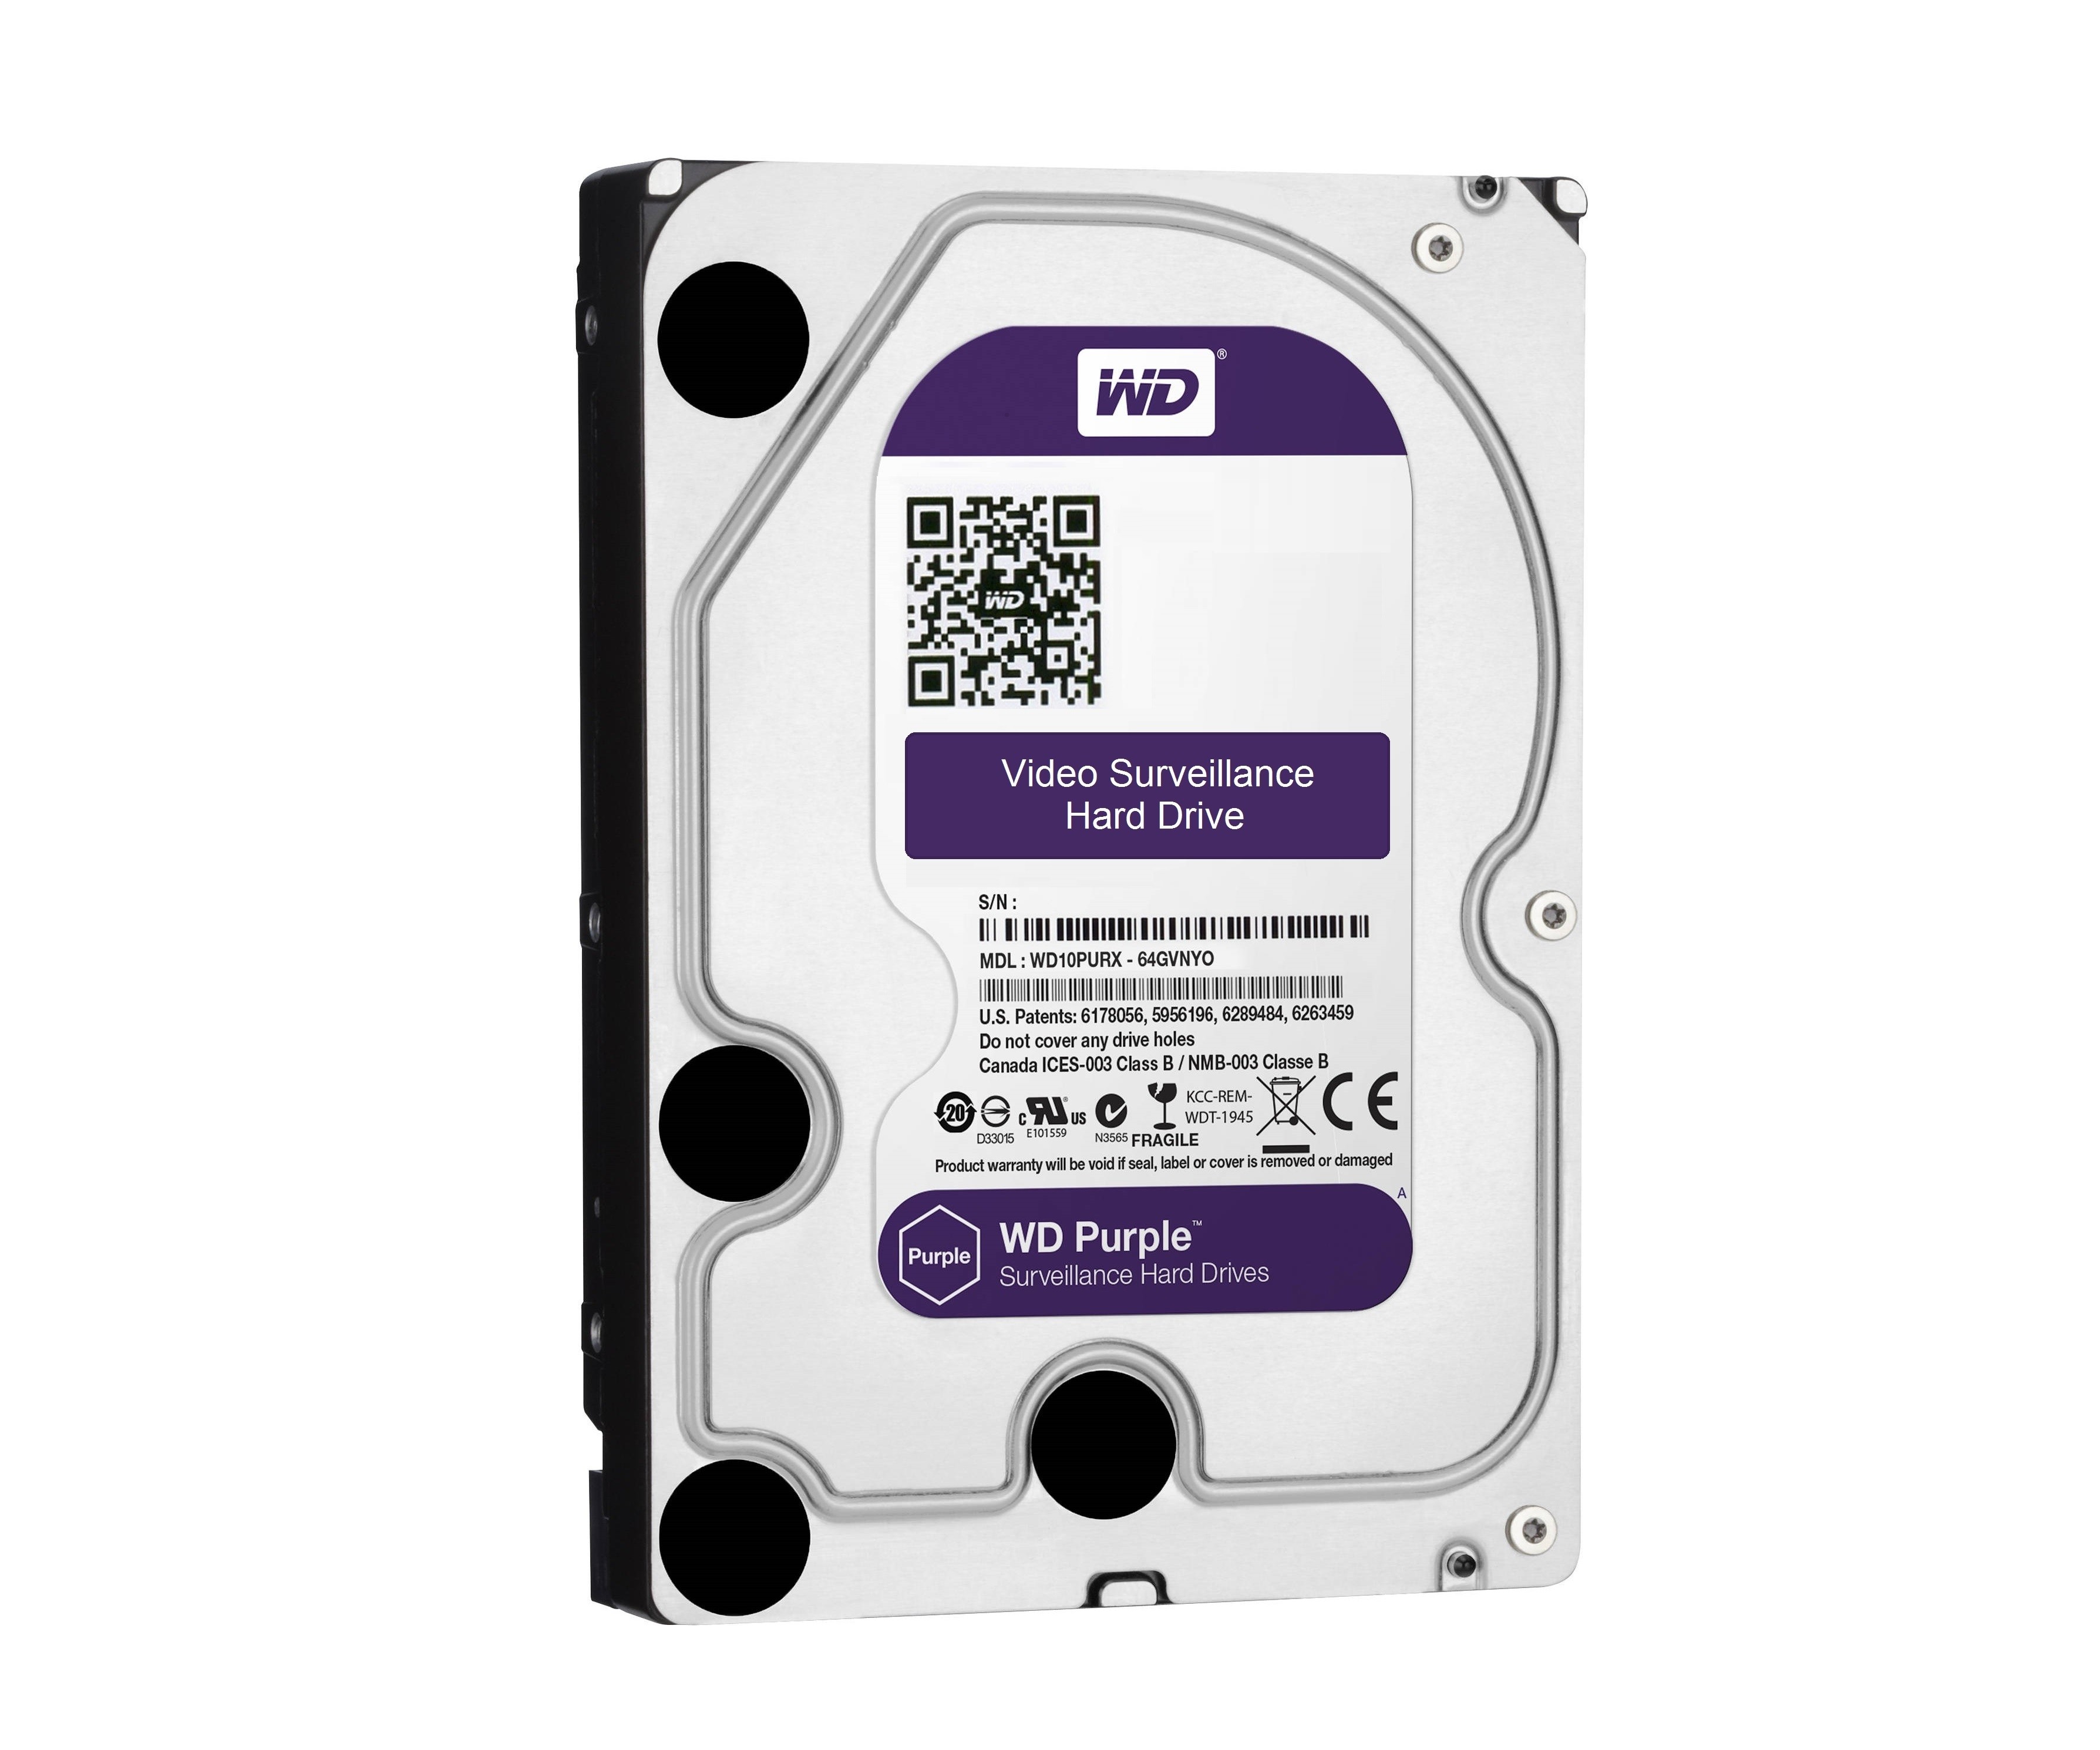 WD®
WD
Video Surveillance
Hard Drive
S/N :
MDL : WD10PURX - 64GVNYO
U.S. Patents: 6178056, 5956196, 6289484, 6263459
Do not cover any drive holes
Canada ICES-003 Class B / NMB-003 Classe B
20
D33015
c RU® US
E101559
N3565
FRAGILE
KCC-REM-
WDT-1945
CE
Product warranty will be void if seal, label or cover is removed or damaged
A
Purple
WD Purple™
Surveillance Hard Drives